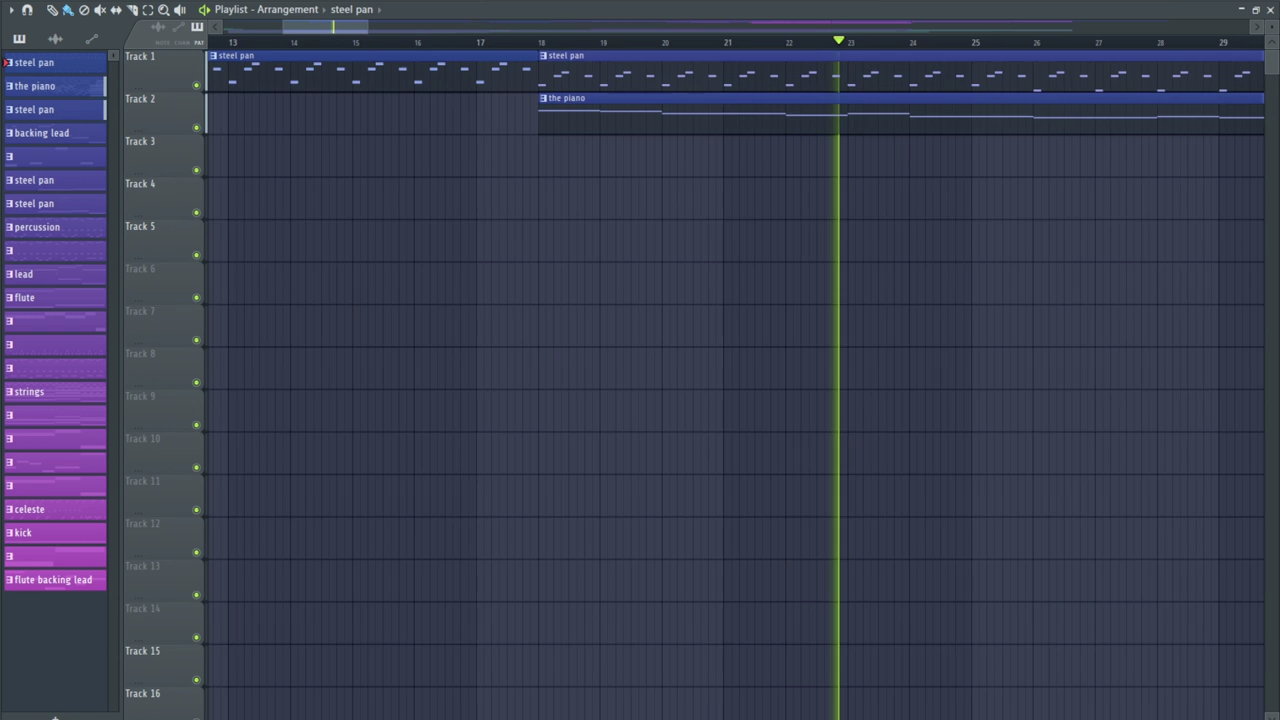 Playlist - Arrangement › steel pan ›
NOTE CHAN PAT
13 14 15 16 17 18 19 20 21 22 23 24 25 26 27 28 29
steel pan
the piano
steel pan
backing lead
steel pan
steel pan
percussion
lead
flute
strings
celeste
kick
flute backing lead
Track 1
steel pan
steel pan
Track 2
the piano
Track 3
Track 4
Track 5
Track 6
Track 7
Track 8
Track 9
Track 10
Track 11
Track 12
Track 13
Track 14
Track 15
Track 16